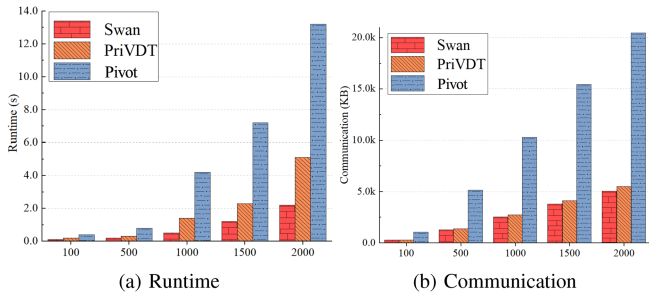 14.0
12.0
10.0
8.0
6.0
4.0
2.0
0.0
Runtime (s)
Swan
PriVDT
Pivot
100 500 1000 1500 2000
(a) Runtime
20.0k
15.0k
10.0k
5.0k
0.0
Communication (KB)
Swan
PriVDT
Pivot
100 500 1000 1500 2000
(b) Communication